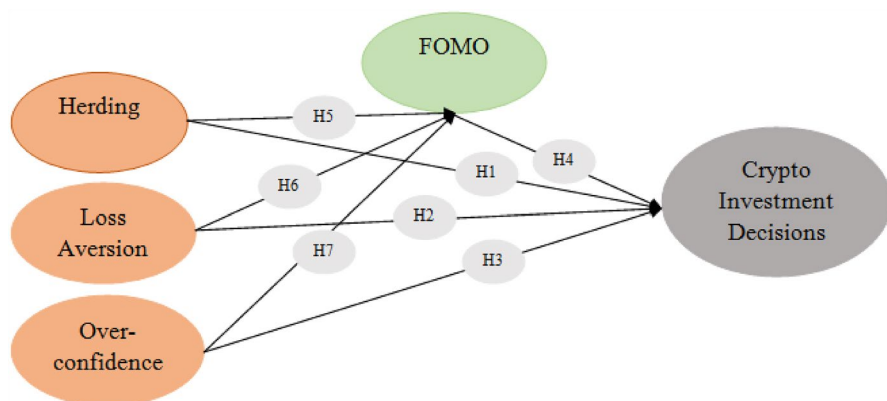 FOMO
Herding
H5
H4
H1
H6
Crypto
Investment
Decisions
Loss
Aversion
H2
H7
H3
Over-
confidence